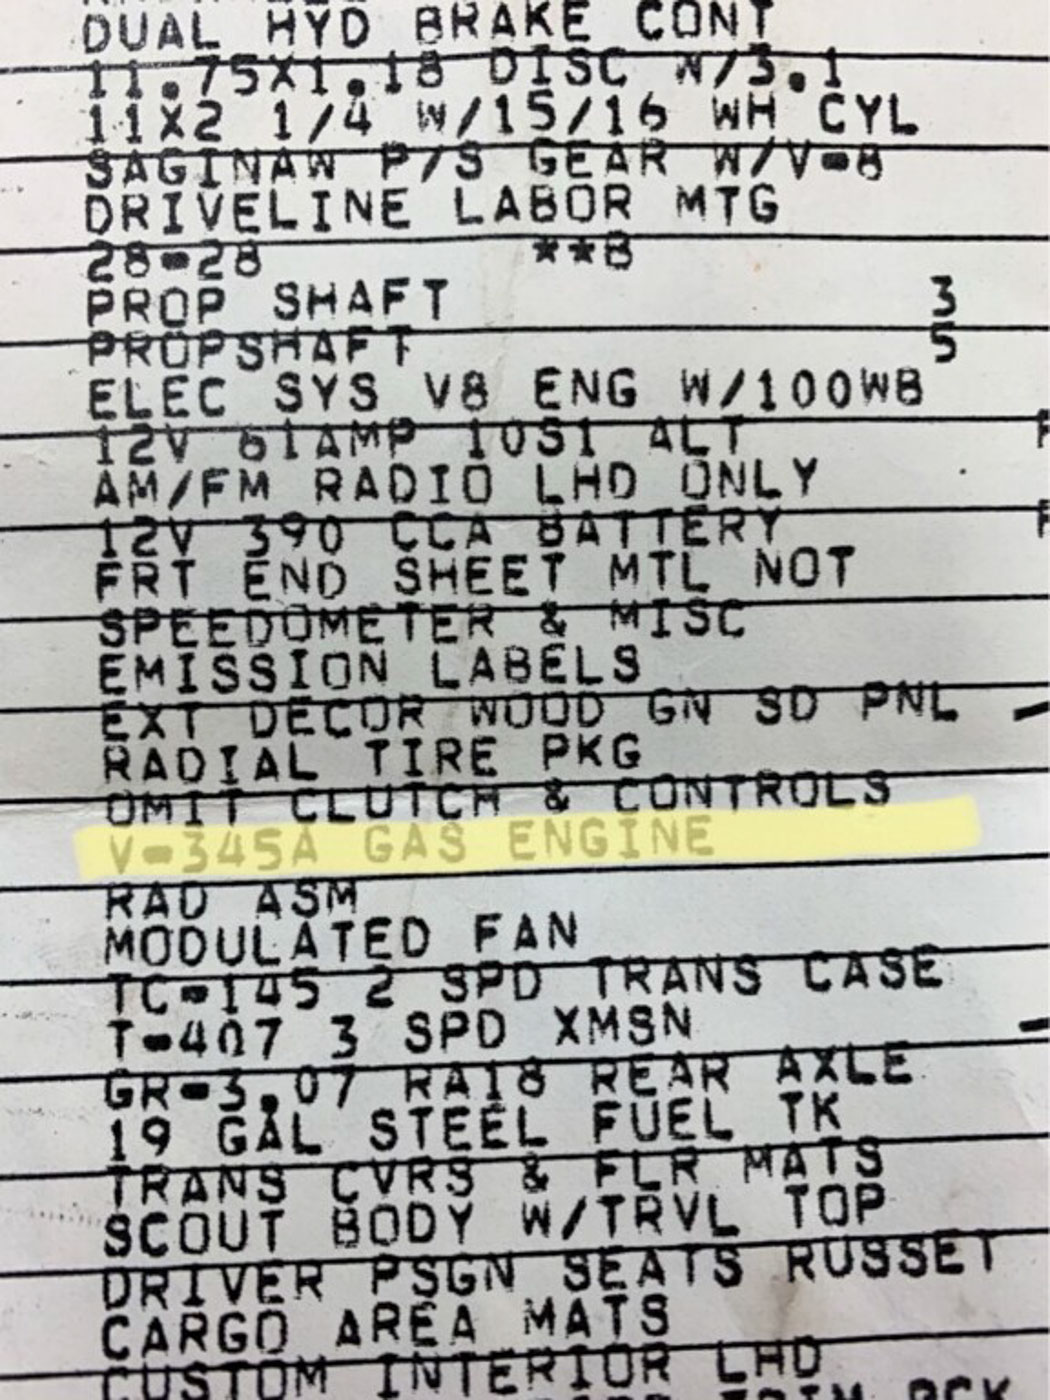 DUAL HYD BRAKE CONT
11.75X1.18 DISC W/3.1
11X2 1/4 W/15/16 WH CYL
SAGINAW P/S GEAR W/V-8
DRIVELINE LABOR MTG
28-28 **8
PROP SHAFT 3
PROPSHAFT 5
ELEC SYS V8 ENG W/100WB
12V 61AMP 10S1 ALT
AM/FM RADIO LHD ONLY
12V 390 CCA BATTERY
FRT END SHEET MTL NOT
SPEEDOMETER & MISC
EMISSION LABELS
EXT DECOR WOOD GN SD PNL -
RADIAL TIRE PKG
OMIT CLUTCH & CONTROLS
V-345A GAS ENGINE
RAD ASM
MODULATED FAN
TC-145 2 SPD TRANS CASE
T-407 3 SPD XMSN -
GR-3.07 RA18 REAR AXLE
19 GAL STEEL FUEL TK
TRANS CVRS & FLR MATS
SCOUT BODY W/TRVL TOP
DRIVER PSGN SEATS RUSSET
CARGO AREA MATS
CUSTOM INTERIOR LHD